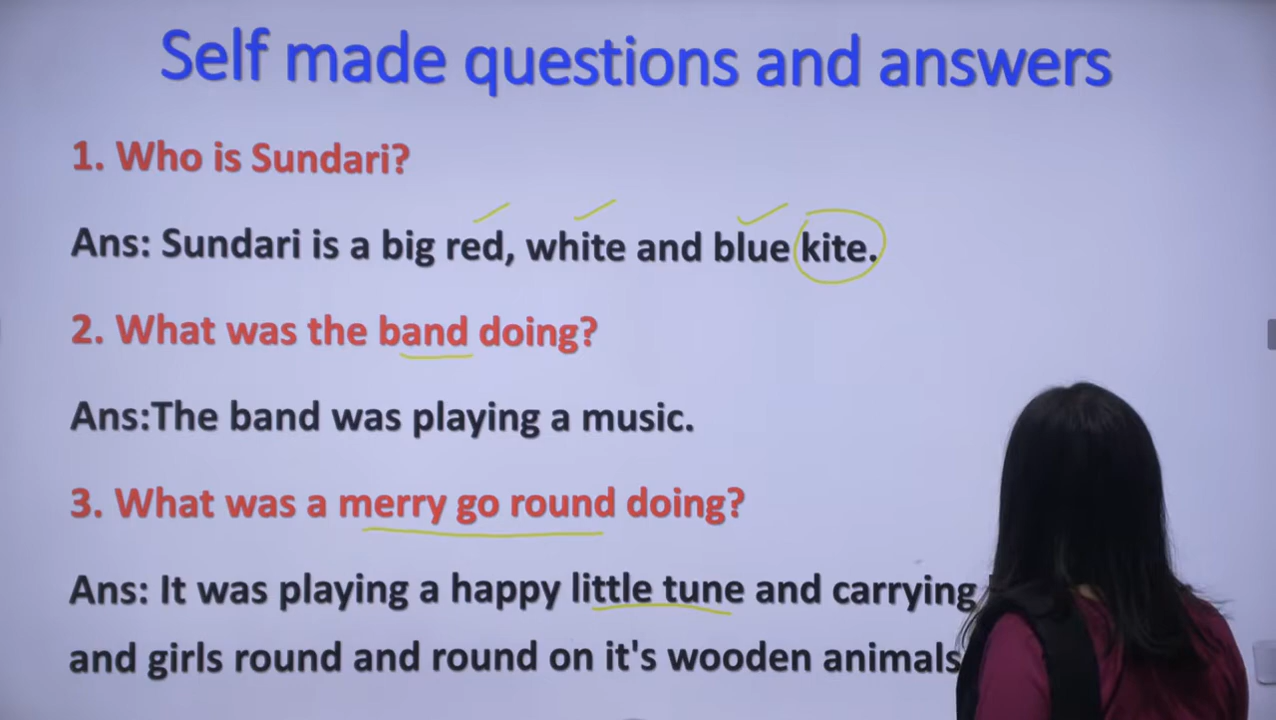 Self made questions and answers
1. Who is Sundari?
Ans: Sundari is a big red, white and blue kite.
2. What was the band doing?
Ans:The band was playing a music.
3. What was a merry go round doing?
Ans: It was playing a happy little tune and carrying
and girls round and round on it's wooden animals